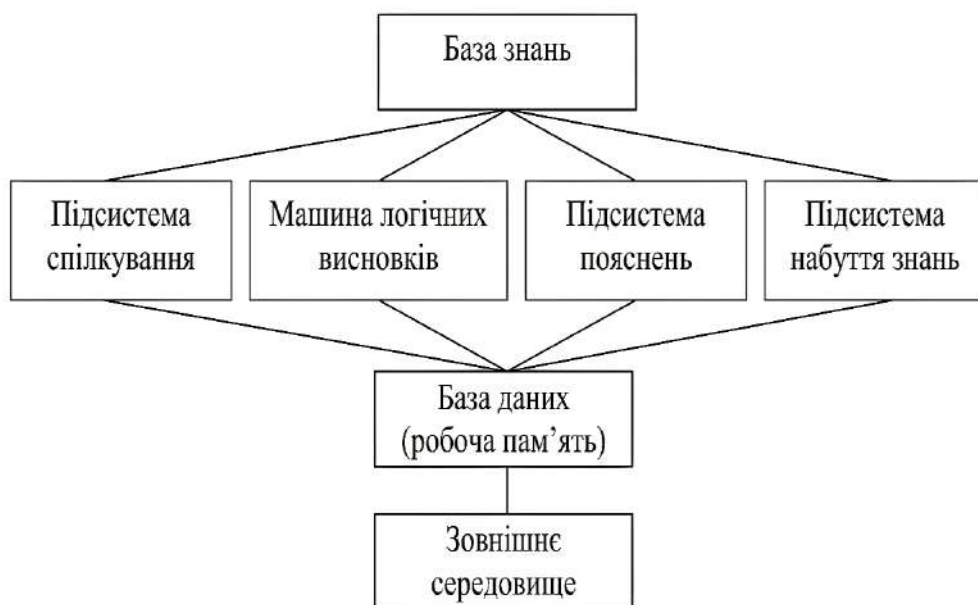 База знань
Підсистема
спілкування
Машина логічних
висновків
Підсистема
пояснень
Підсистема
набуття знань
База даних
(робоча пам’ять)
Зовнішнє
середовище